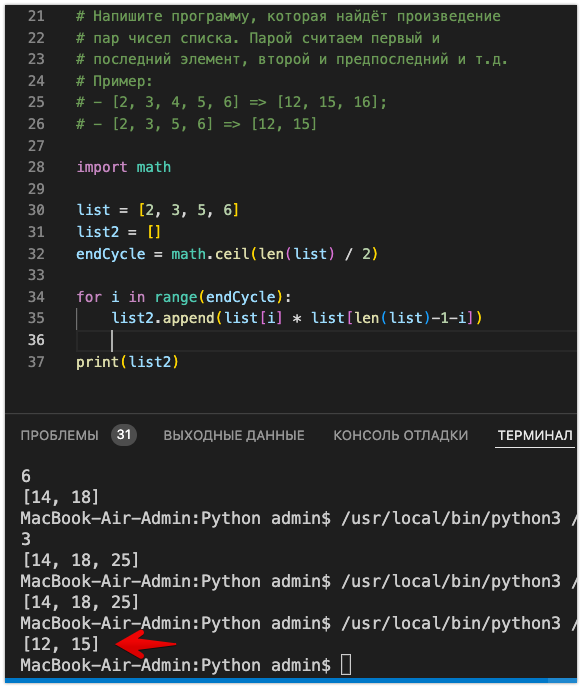 21 # Напишите программу, которая найдёт произведение
22 # пар чисел списка. Парой считаем первый и
23 # последний элемент, второй и предпоследний и т.д.
24 # Пример:
25 # - [2, 3, 4, 5, 6] => [12, 15, 16];
26 # - [2, 3, 5, 6] => [12, 15]
27
28 import math
29
30 list = [2, 3, 5, 6]
31 list2 = []
32 endCycle = math.ceil(len(list) / 2)
33
34 for i in range(endCycle):
35     list2.append(list[i] * list[len(list)-1-i])
36
37 print(list2)
ПРОБЛЕМЫ 31 ВЫХОДНЫЕ ДАННЫЕ КОНСОЛЬ ОТЛАДКИ ТЕРМИНАЛ
6
[14, 18]
MacBook-Air-Admin:Python admin$ /usr/local/bin/python3 /
3
[14, 18, 25]
MacBook-Air-Admin:Python admin$ /usr/local/bin/python3 /
[14, 18, 25]
MacBook-Air-Admin:Python admin$ /usr/local/bin/python3 /
[12, 15]
MacBook-Air-Admin:Python admin$